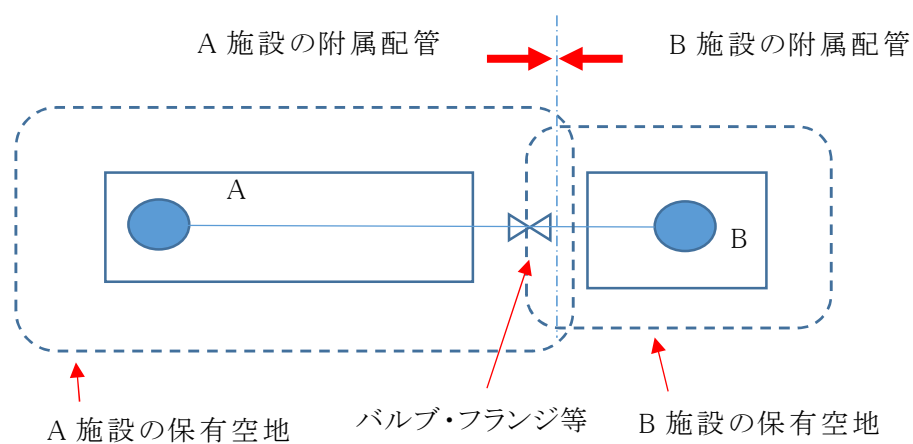 A 施設の附属配管
B 施設の附属配管
A
B
A 施設の保有空地
バルブ・フランジ等
B 施設の保有空地